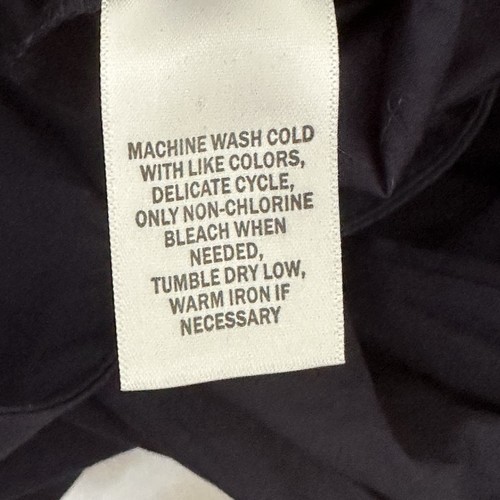 MACHINE WASH COLD
WITH LIKE COLORS,
DELICATE CYCLE,
ONLY NON-CHLORINE
BLEACH WHEN
NEEDED,
TUMBLE DRY LOW,
WARM IRON IF
NECESSARY